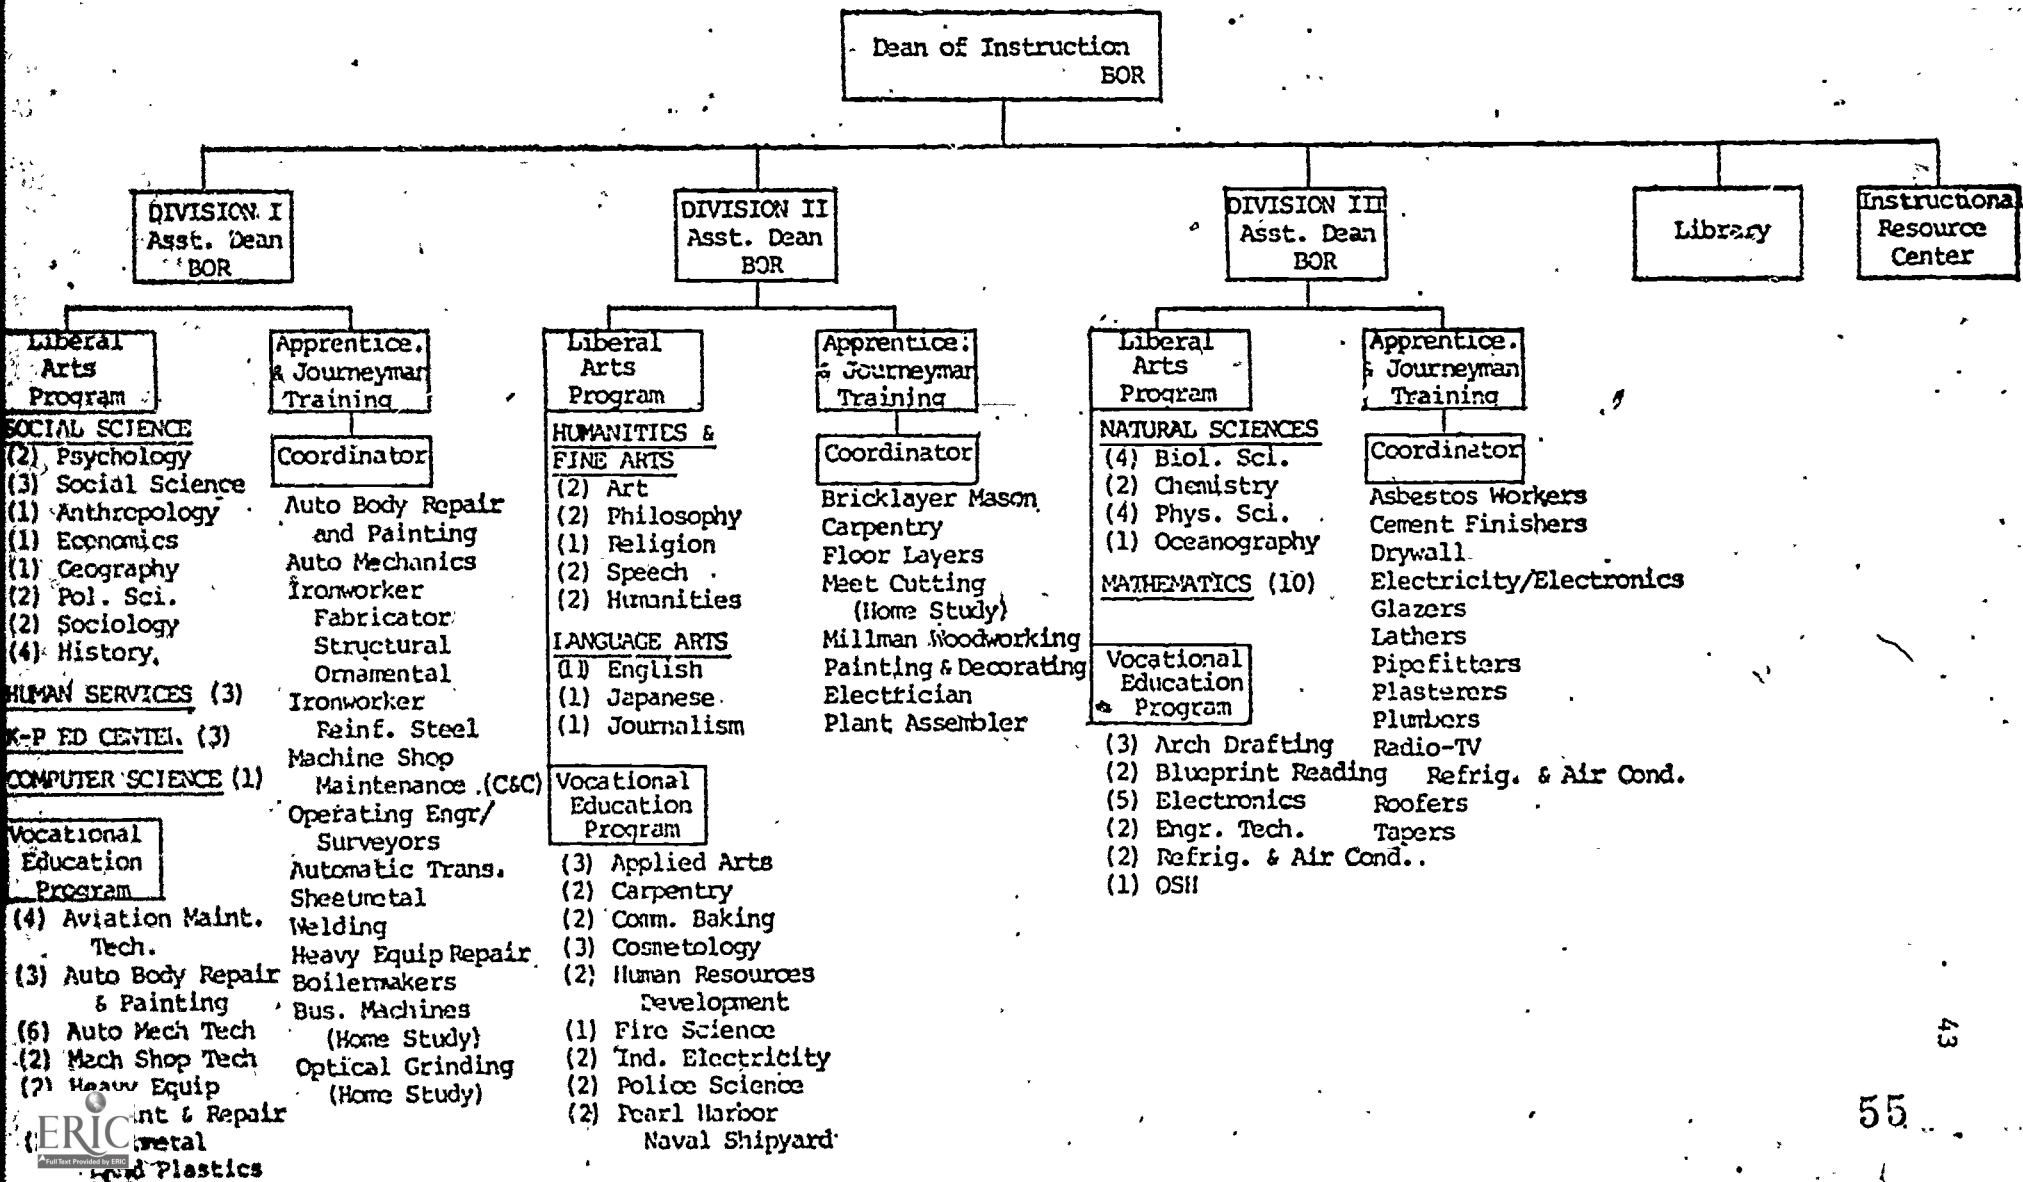 Dean of Instruction
BOR
DIVISION I
Asst. Dean
BOR
DIVISION II
Asst. Dean
BOR
DIVISION III
Asst. Dean
BOR
Library
Instructional
Resource
Center
Liberal
Arts
Program
SOCIAL SCIENCE
(2) Psychology
(3) Social Science
(1) Anthropology
(1) Economics
(1) Geography
(2) Pol. Sci.
(2) Sociology
(4) History
HUMAN SERVICES (3)
K-P ED CENTER (3)
COMPUTER SCIENCE (1)
Vocational
Education
Program
(4) Aviation Maint.
Tech.
(3) Auto Body Repair
& Painting
(6) Auto Mech Tech
(2) Mach Shop Tech
(2) Heavy Equip
& Repair
Plastics
Apprentice.
& Journeyman
Training
Coordinator
Auto Body Repair
and Painting
Auto Mechanics
Ironworker
Fabricator
Structural
Ornamental
Ironworker
Reinf. Steel
Machine Shop
Maintenance (C&C)
Operating Engr/
Surveyors
Automatic Trans.
Sheetmetal
Welding
Heavy Equip Repair
Boilermakers
Bus. Machines
(Home Study)
Optical Grinding
(Home Study)
Liberal
Arts
Program
HUMANITIES &
FINE ARTS
(2) Art
(2) Philosophy
(1) Religion
(2) Speech
(2) Humanities
LANGUAGE ARTS
(11) English
(1) Japanese
(1) Journalism
Vocational
Education
Program
(3) Applied Arts
(2) Carpentry
(2) Comm. Baking
(3) Cosmetology
(2) Human Resources
Development
(1) Fire Science
(2) Ind. Electricity
(2) Police Science
(2) Pearl Harbor
Naval Shipyard
Apprentice.
& Journeyman
Training
Coordinator
Bricklayer Mason
Carpentry
Floor Layers
Meet Cutting
(Home Study)
Millman Woodworking
Painting & Decorating
Electrician
Plant Assembler
Liberal
Arts
Program
NATURAL SCIENCES
(4) Biol. Sci.
(2) Chemistry
(4) Phys. Sci.
(1) Oceanography
MATHEMATICS (10)
Vocational
Education
Program
(3) Arch Drafting
(2) Blueprint Reading
(5) Electronics
(2) Engr. Tech.
(2) Refrig. & Air Cond.
(1) OSH
Apprentice.
& Journeyman
Training
Coordinator
Asbestos Workers
Cement Finishers
Drywall
Electricity/Electronics
Glazers
Lathers
Pipefitters
Plasterers
Plumbers
Radio-TV
Refrig. & Air Cond.
Roofers
Tapers
43
55
ERIC
Full Text Provided by ERIC